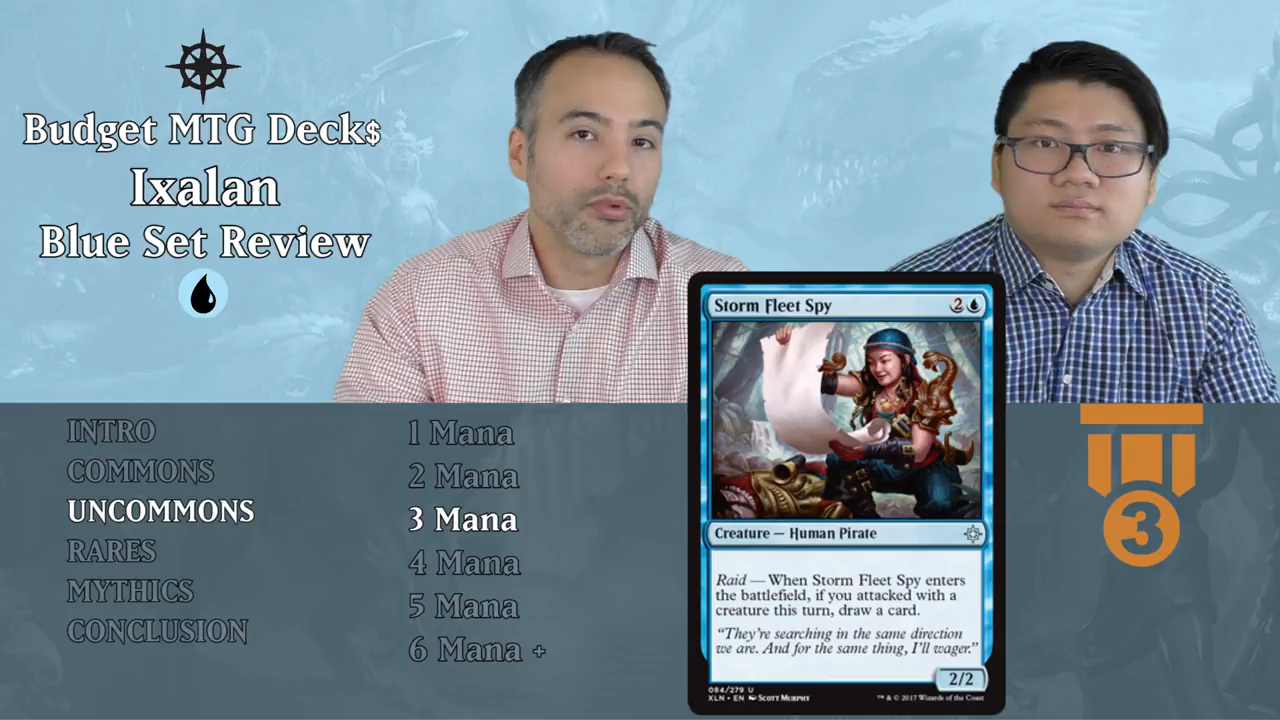 Budget MTG Deck$
Ixalan
Blue Set Review
INTRO
COMMONS
UNCOMMONS
RARES
MYTHICS
CONCLUSION
1 Mana
2 Mana
3 Mana
4 Mana
5 Mana
6 Mana +
Storm Fleet Spy 2
Creature — Human Pirate
Raid — When Storm Fleet Spy enters
the battlefield, if you attacked with a
creature this turn, draw a card.
“They’re searching in the same direction
we are. And for the same thing, I’ll wager.”
2/2
084/279 U
XLN • EN Scott Murphy
™ & © 2017 Wizards of the Coast
3